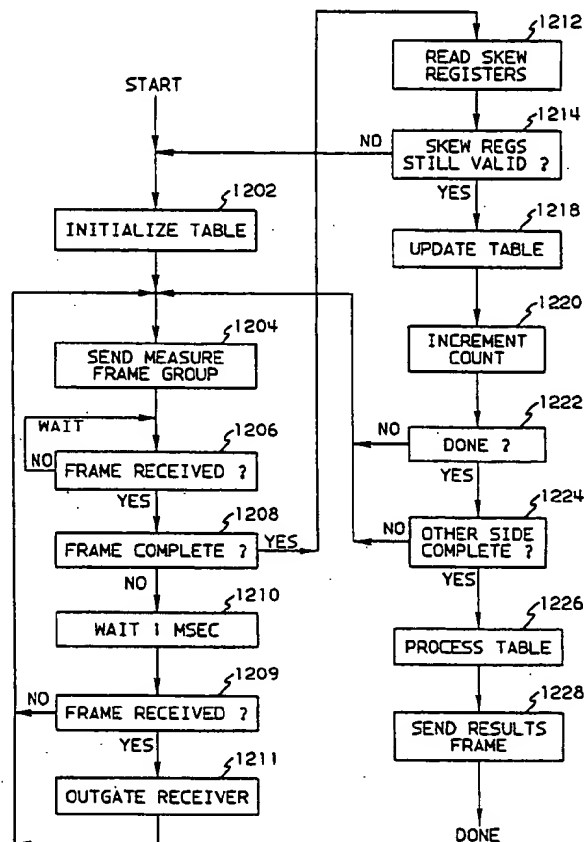 START
1202
INITIALIZE TABLE
1204
SEND MEASURE
FRAME GROUP
WAIT
1206
NO
FRAME RECEIVED ?
YES
1208
FRAME COMPLETE ?
YES
NO
1210
WAIT 1 MSEC
1209
NO
FRAME RECEIVED ?
YES
1211
OUTGATE RECEIVER
1212
READ SKEW
REGISTERS
1214
NO
SKEW REGS
STILL VALID ?
YES
1218
UPDATE TABLE
1220
INCREMENT
COUNT
1222
NO
DONE ?
YES
1224
NO
OTHER SIDE
COMPLETE ?
YES
1226
PROCESS TABLE
1228
SEND RESULTS
FRAME
DONE